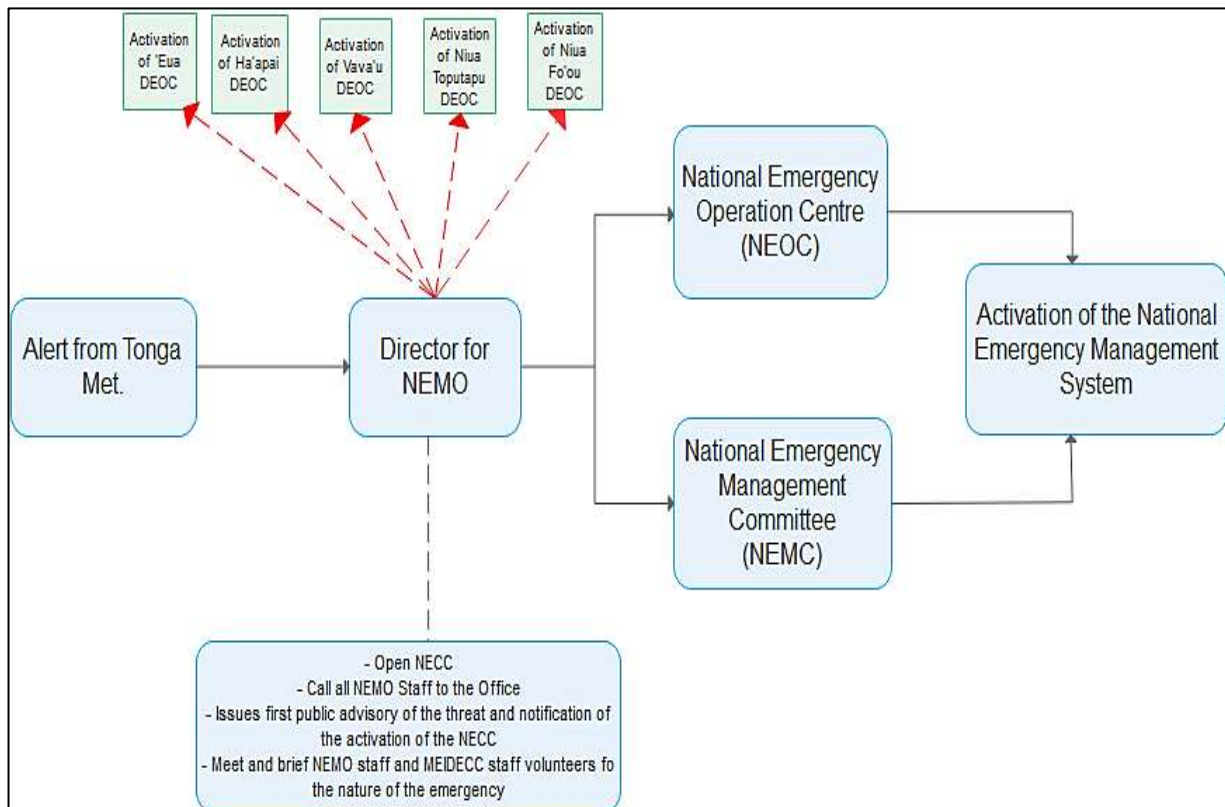 Activation
of 'Eua
DEOC
Activation
of Ha'apai
DEOC
Activation
of Vava'u
DEOC
Activation
of Niua
Toputapu
DEOC
Activation
of Niua
Fo'ou
DEOC
National Emergency
Operation Centre
(NEOC)
Alert from Tonga
Met.
Director for
NEMO
Activation of the National
Emergency Management
System
National Emergency
Management
Committee
(NEMC)
- Open NECC
- Call all NEMO Staff to the Office
- Issues first public advisory of the threat and notification of
the activation of the NECC
- Meet and brief NEMO staff and MEIDECC staff volunteers fo
the nature of the emergency